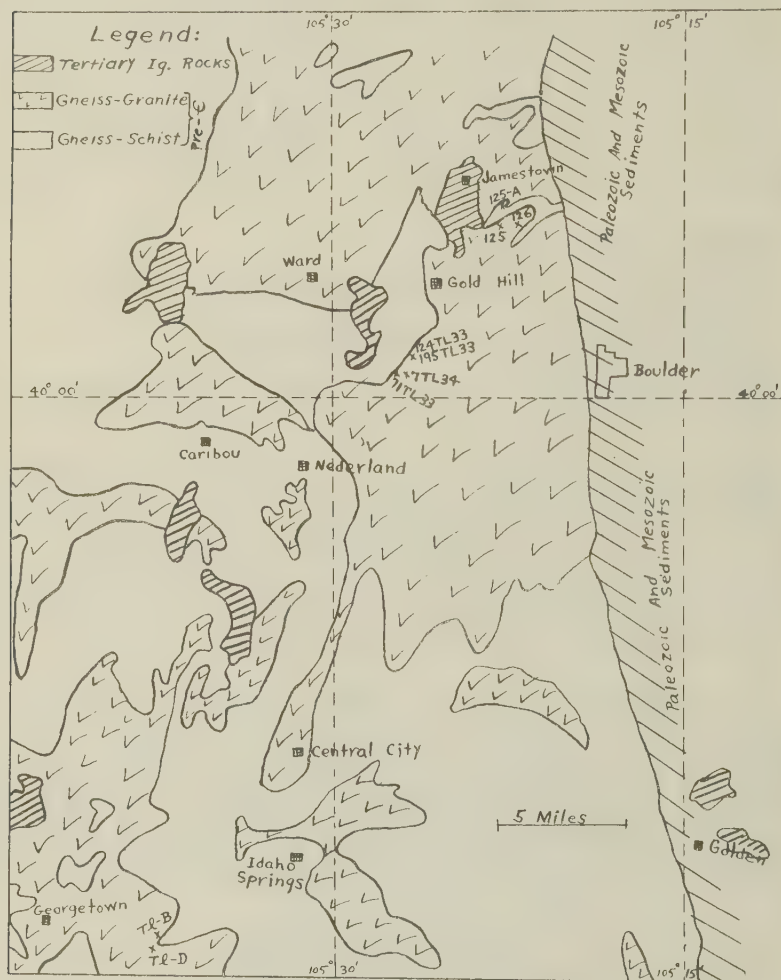 105°30'
105°15'
Legend:
Tertiary Ig. Rocks
Gneiss-Granite
Gneiss-Schist
Pre-Є
Paleozoic And Mesozoic
Sediments
Jamestown
125-A
126
125
Ward
Gold Hill
124TL33
195TL33
7TL34
71TL33
Boulder
40° 00'
40° 00'
Caribou
Nederland
Paleozoic And Mesozoic
Sediments
Central City
5 Miles
Idaho
Springs
Golden
Georgetown
Tl-B
Tl-D
105°30'
105°15'